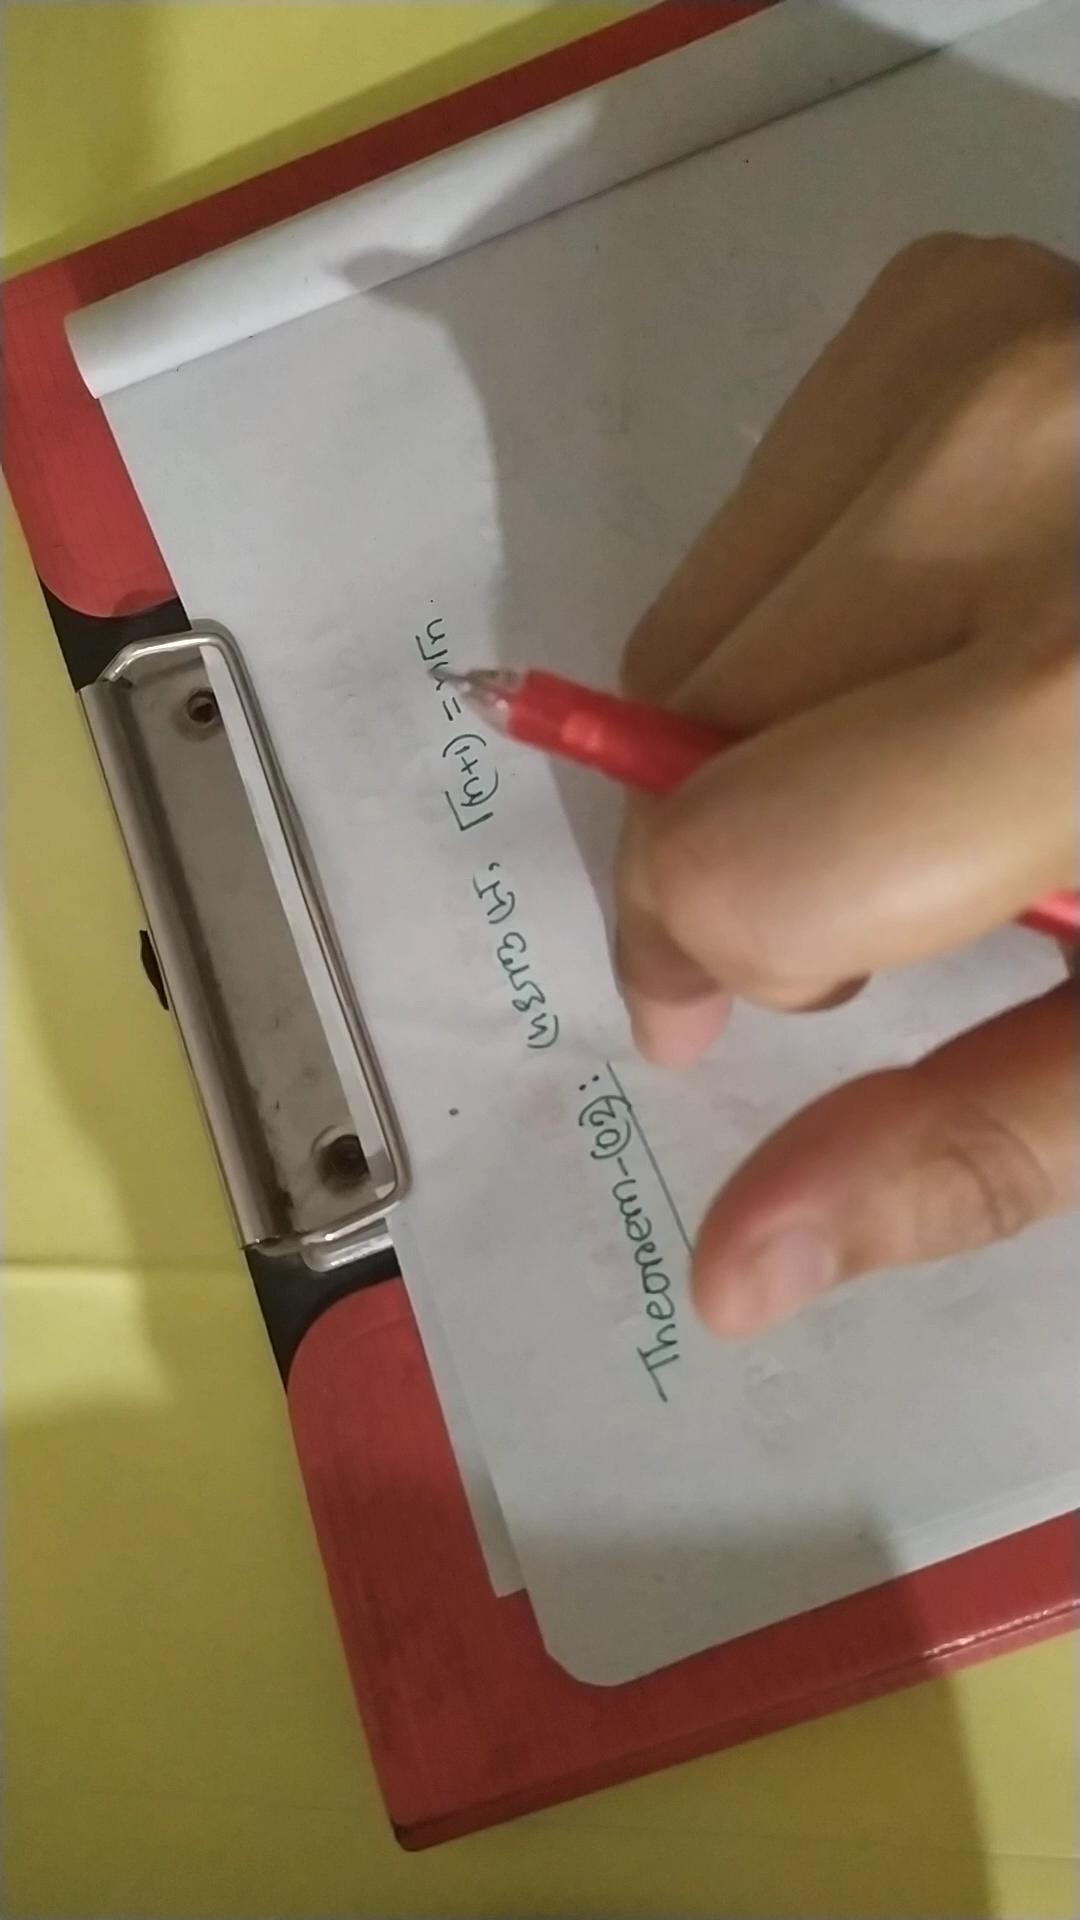 Theorem-(02):
দেখাও যে, Γ(n+1) = nΓn